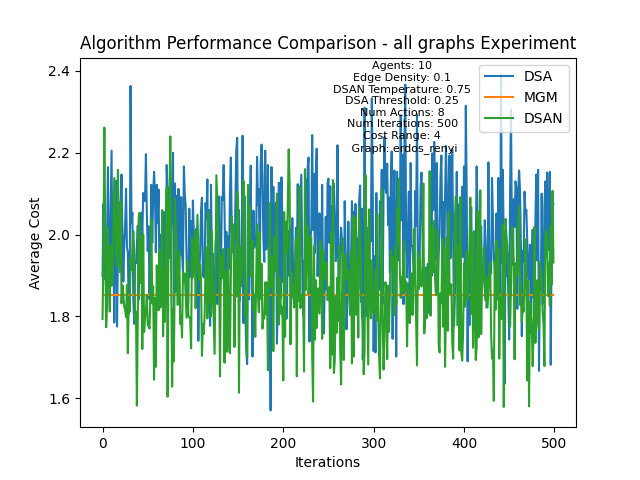 Algorithm Performance Comparison - all graphs Experiment
Agents: 10
Edge Density: 0.1
DSAN Temperature: 0.75
DSA Threshold: 0.25
Num Actions: 8
Num Iterations: 500
Cost Range: 4
Graph: erdos_renyi
DSA
MGM
DSAN
2.4
2.2
2.0
1.8
1.6
Average Cost
0
100
200
300
400
500
Iterations